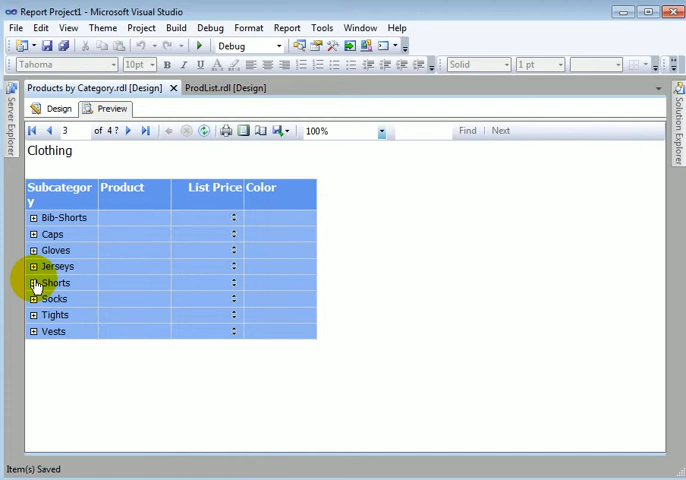 Report Project1 - Microsoft Visual Studio
File Edit View Theme Project Build Debug Format Report Tools Window Help
Debug
Tahoma 10pt B I U A Solid 1 pt
Products by Category.rdl [Design] ProdList.rdl [Design]
Design Preview
3 of 4 ? 100% Find | Next
Server Explorer
Solution Explorer
Clothing
Subcategory Product List Price Color
Bib-Shorts
Caps
Gloves
Jerseys
Shorts
Socks
Tights
Vests
Item(s) Saved